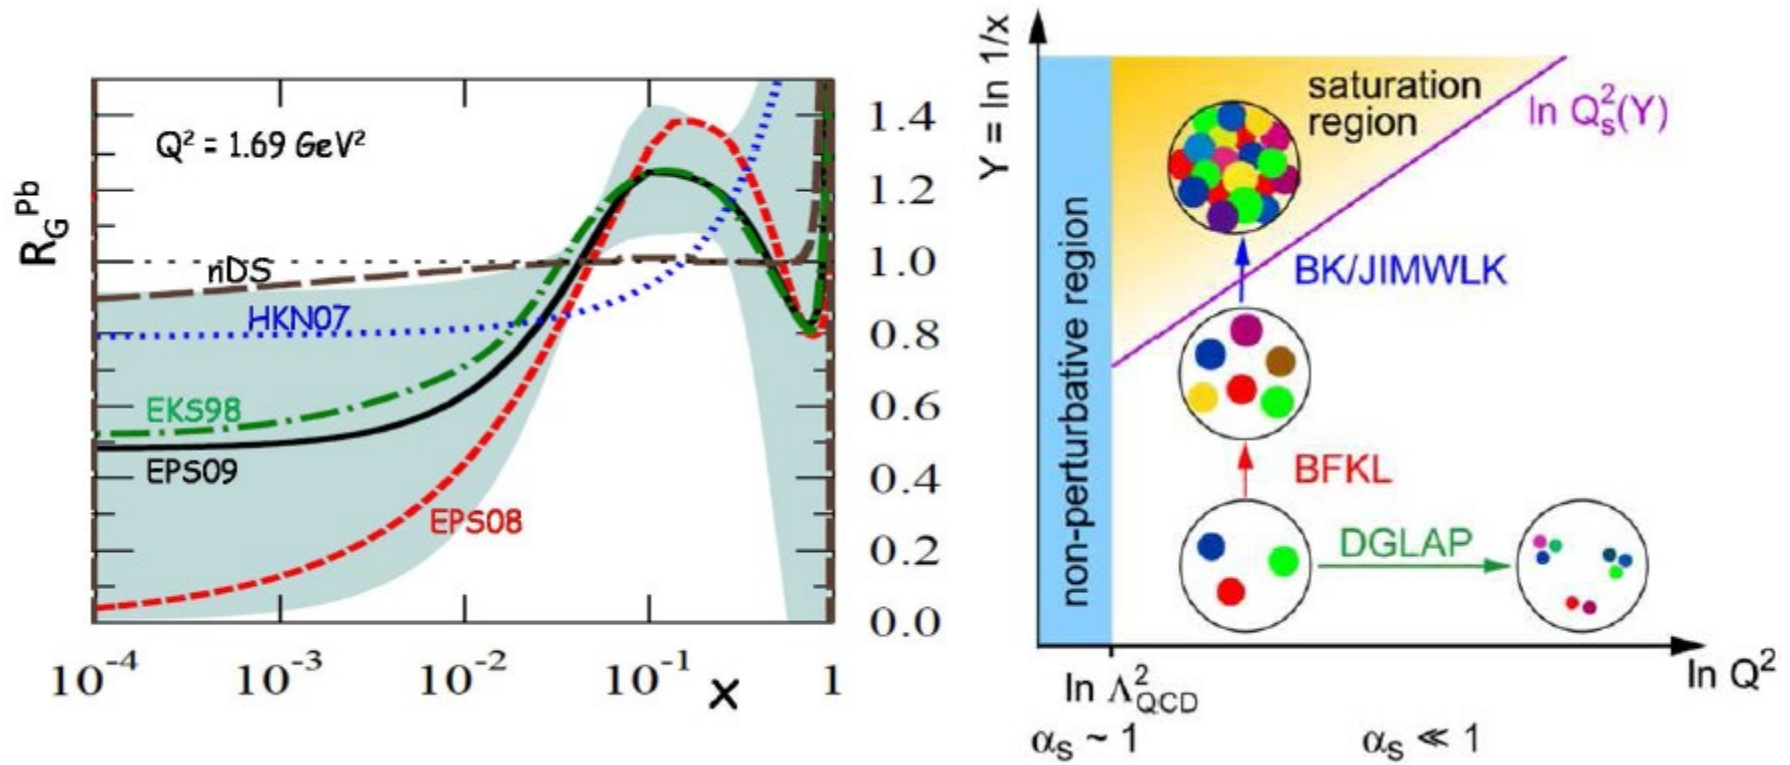 Q² = 1.69 GeV²
R_G^Pb
nDS
HKN07
EKS98
EPS09
EPS08
1.4
1.2
1.0
0.8
0.6
0.4
0.2
0.0
10⁻⁴
10⁻³
10⁻²
10⁻¹
x
1
Y = ln 1/x
saturation
region
ln Q_s²(Y)
non-perturbative region
BK/JIMWLK
BFKL
DGLAP
ln Q²
ln Λ²_QCD
α_S ~ 1
α_S ≪ 1